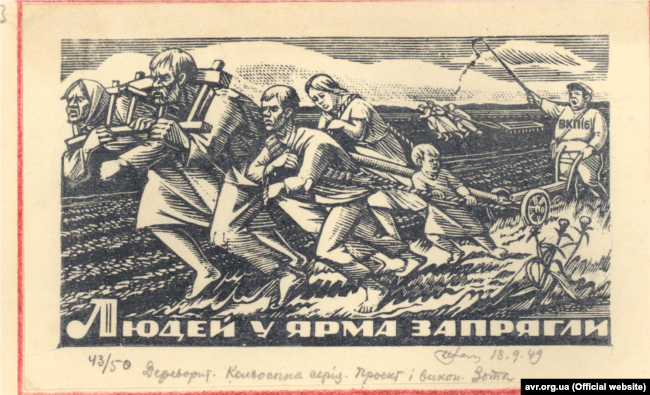 ВКП(б)
ЛЮДЕЙ У ЯРМА ЗАПРЯГЛИ
18.9.49
43/50 Дереворит. Колгоспна серія. Проєкт і викон. Зота
avr.org.ua (Official website)